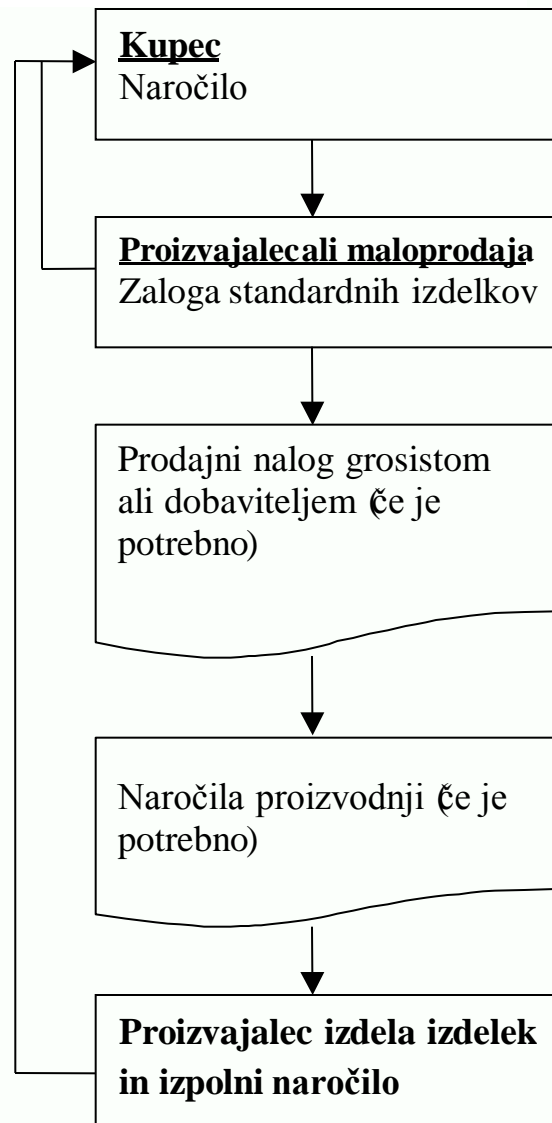 Kupec
Naročilo
Proizvajalecali maloprodaja
Zaloga standardnih izdelkov
Prodajni nalog grosistom
ali dobaviteljem (če je
potrebno)
Naročila proizvodnji (če je
potrebno)
Proizvajalec izdela izdelek
in izpolni naročilo